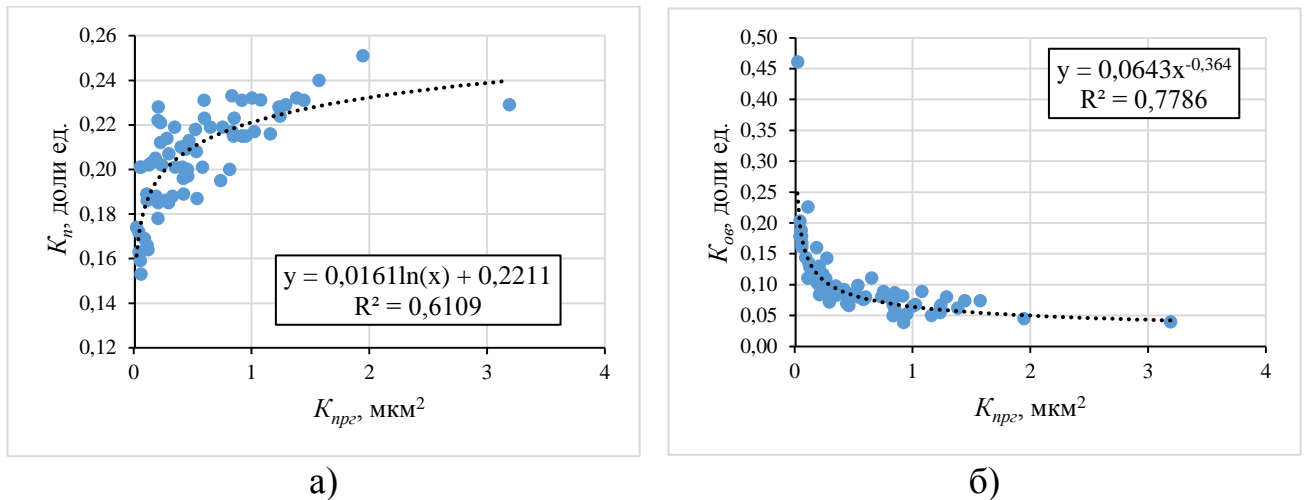 0,26
0,24
0,22
0,20
0,18
0,16
0,14
0,12
Kп, доли ед.
y = 0,0161ln(x) + 0,2211
R² = 0,6109
0 1 2 3 4
Kпрг, мкм²
а)
0,50
0,45
0,40
0,35
0,30
0,25
0,20
0,15
0,10
0,05
0,00
Kов, доли ед.
y = 0,0643x⁻⁰,³⁶⁴
R² = 0,7786
0 1 2 3 4
Kпрг, мкм²
б)